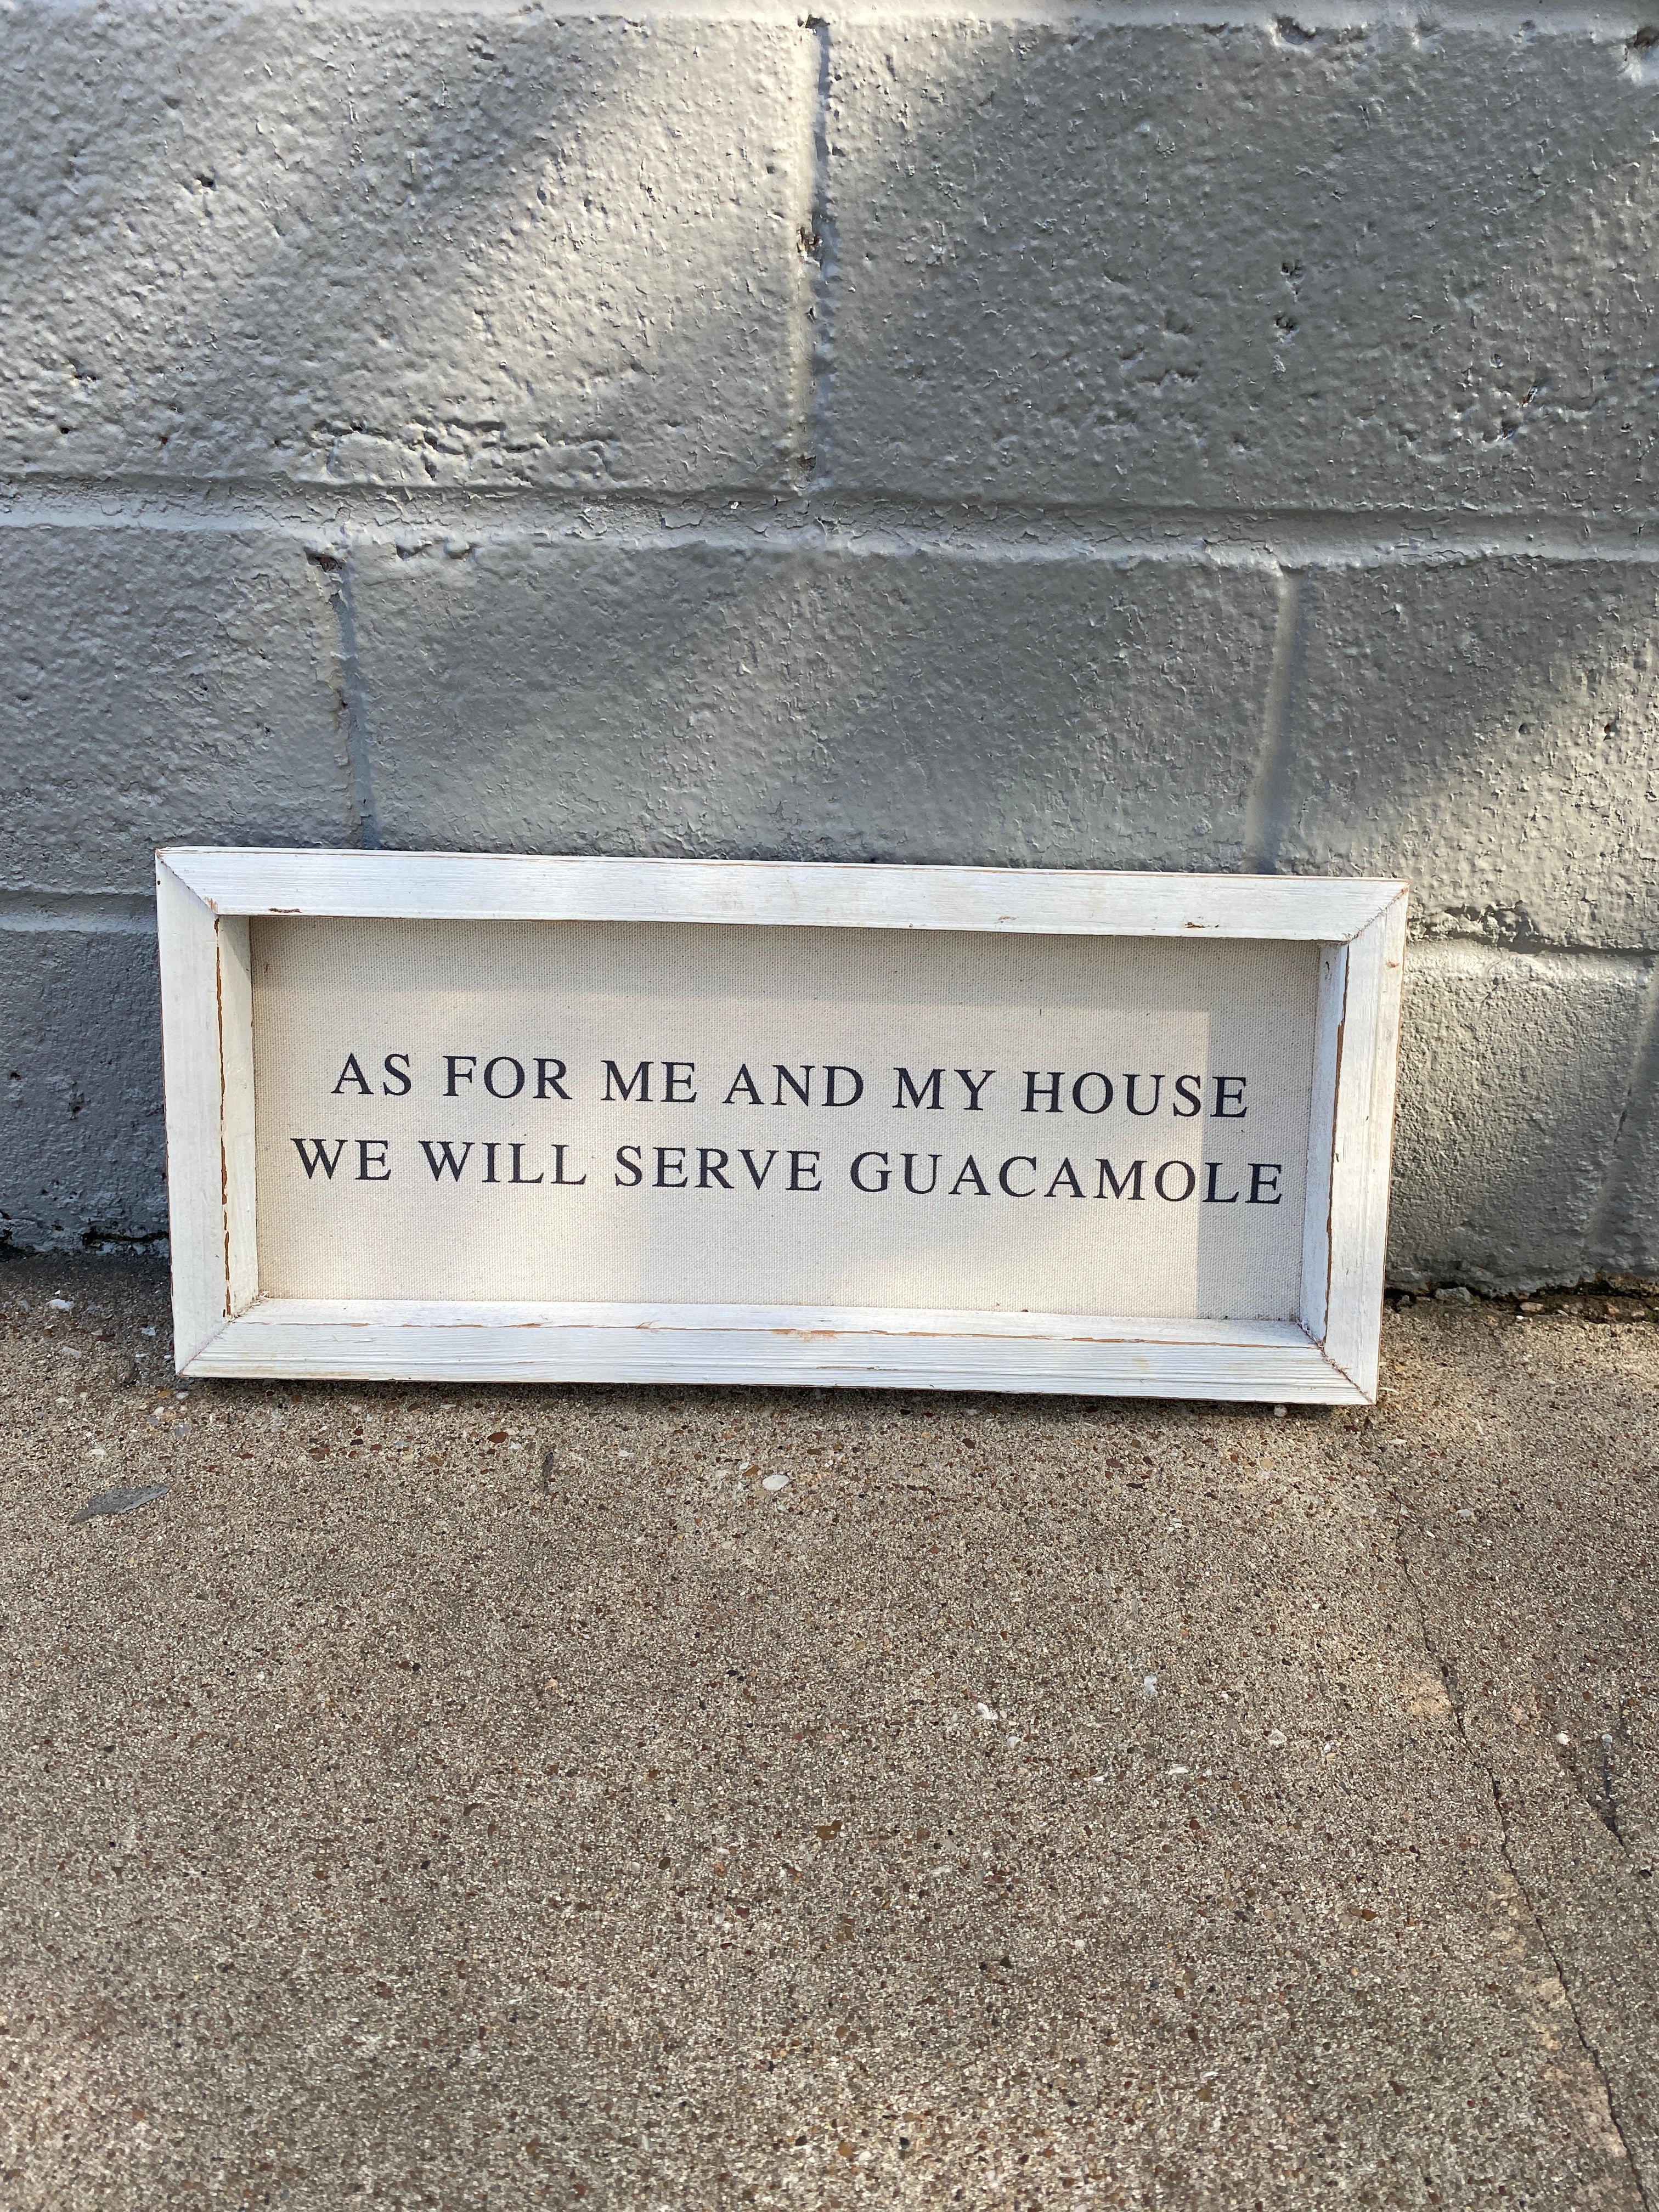 AS FOR ME AND MY HOUSE
WE WILL SERVE GUACAMOLE